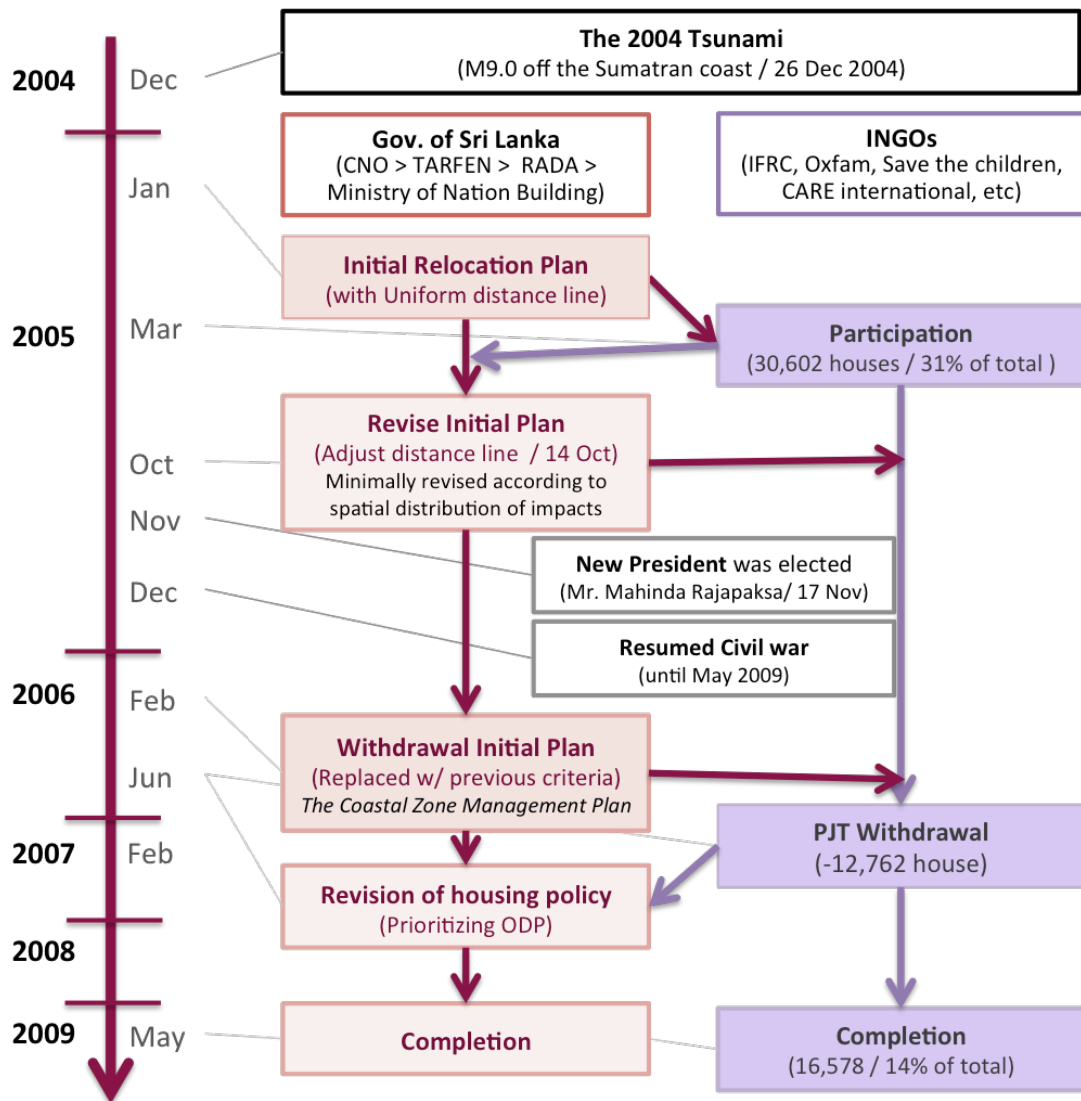 The 2004 Tsunami
(M9.0 off the Sumatran coast / 26 Dec 2004)
2004
Dec
Gov. of Sri Lanka
(CNO > TARFEN > RADA >
Ministry of Nation Building)
INGOs
(IFRC, Oxfam, Save the children,
CARE international, etc)
Jan
Initial Relocation Plan
(with Uniform distance line)
2005
Mar
Participation
(30,602 houses / 31% of total )
Revise Initial Plan
(Adjust distance line / 14 Oct)
Minimally revised according to
spatial distribution of impacts
Oct
Nov
New President was elected
(Mr. Mahinda Rajapaksa/ 17 Nov)
Dec
Resumed Civil war
(until May 2009)
2006
Feb
Withdrawal Initial Plan
(Replaced w/ previous criteria)
The Coastal Zone Management Plan
Jun
PJT Withdrawal
(-12,762 house)
2007
Feb
Revision of housing policy
(Prioritizing ODP)
2008
2009
May
Completion
Completion
(16,578 / 14% of total)